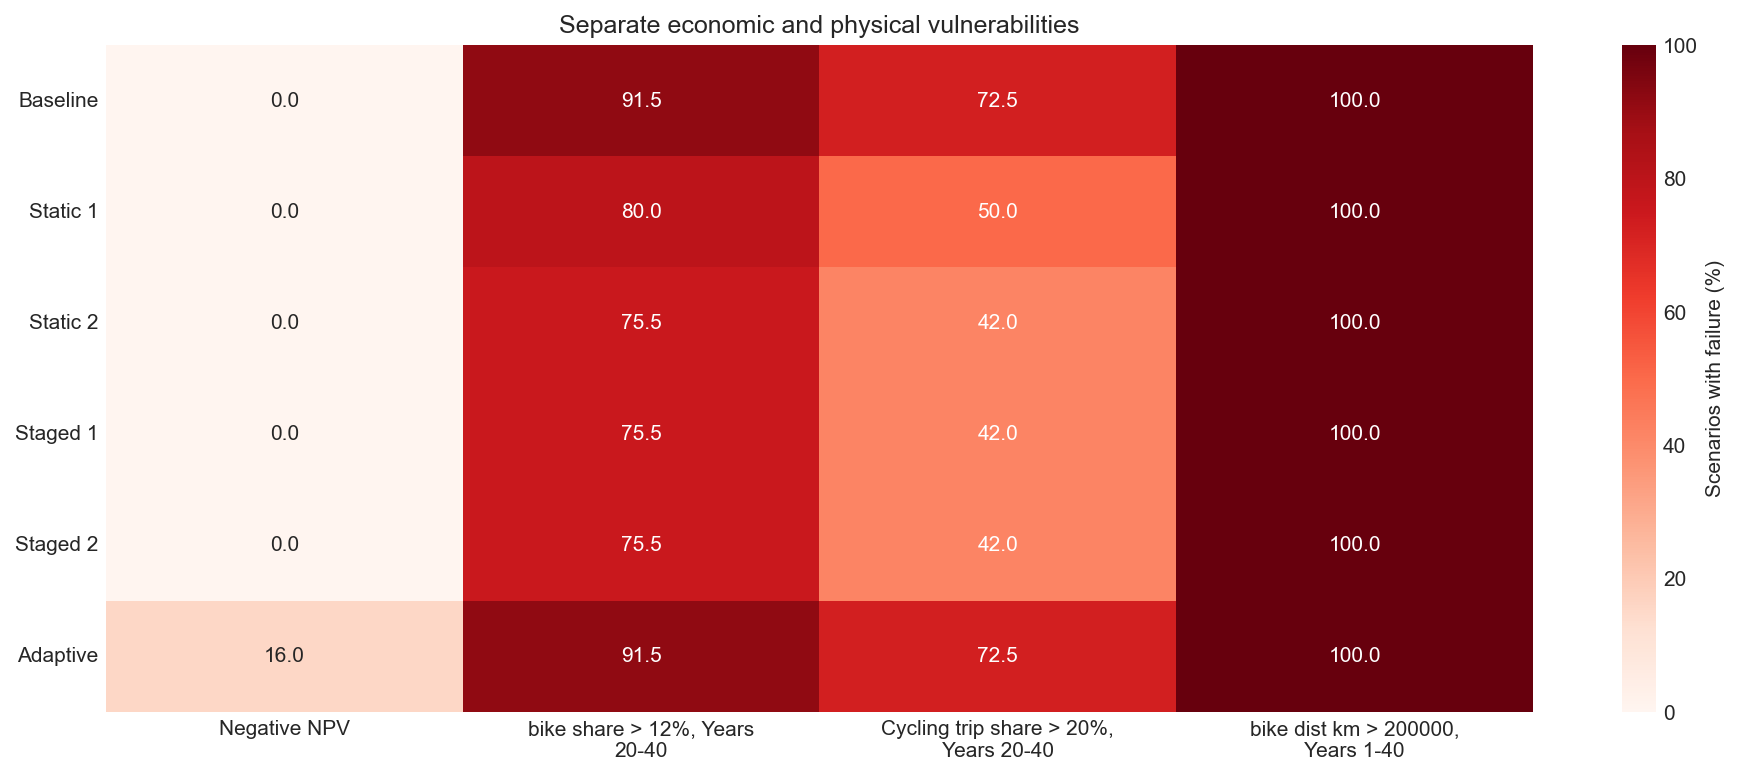 Separate economic and physical vulnerabilities
Baseline 0.0 91.5 72.5 100.0
Static 1 0.0 80.0 50.0 100.0
Static 2 0.0 75.5 42.0 100.0
Staged 1 0.0 75.5 42.0 100.0
Staged 2 0.0 75.5 42.0 100.0
Adaptive 16.0 91.5 72.5 100.0
Negative NPV
bike share > 12%, Years
20-40
Cycling trip share > 20%,
Years 20-40
bike dist km > 200000,
Years 1-40
100
80
60
40
20
0
Scenarios with failure (%)